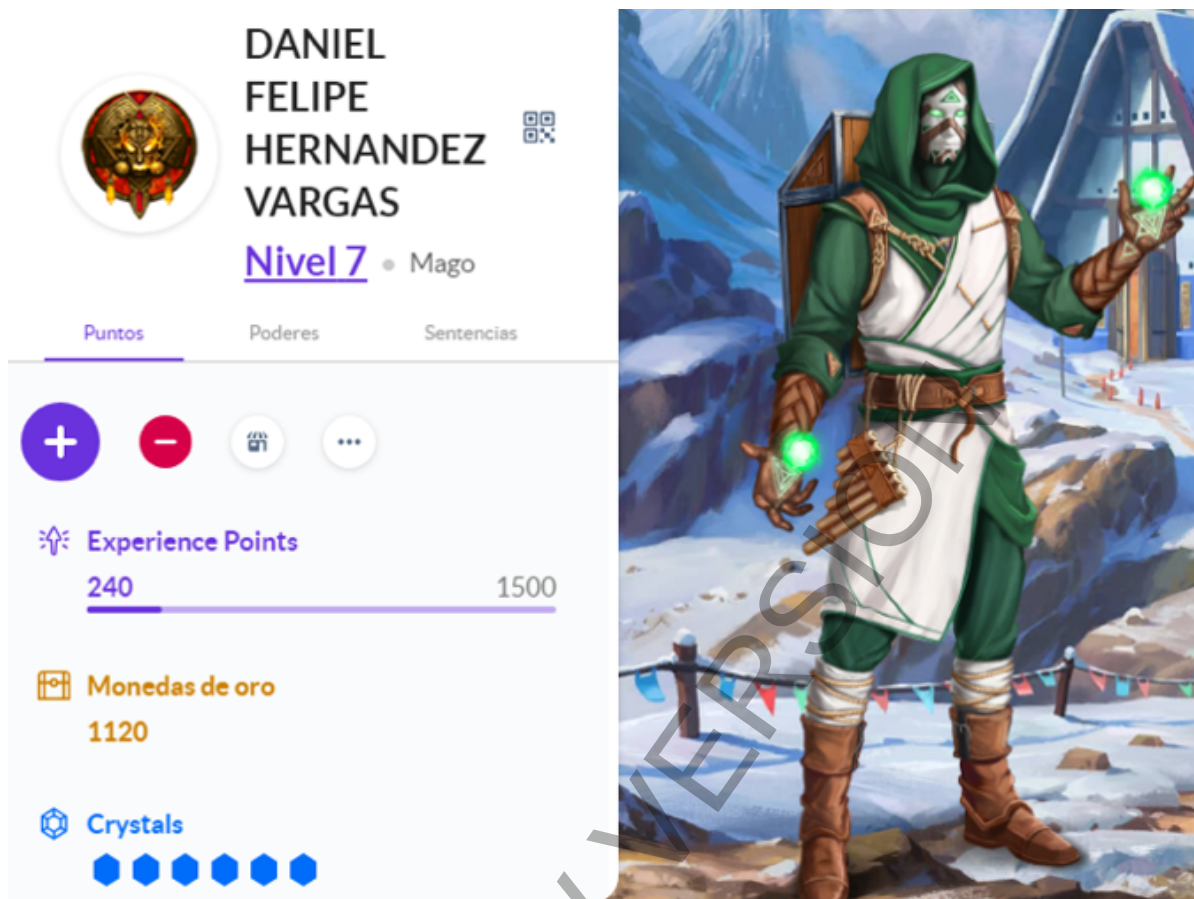 DANIEL
FELIPE
HERNANDEZ
VARGAS
Nivel 7 • Mago
Puntos Poderes Sentencias
Experience Points
240 1500
Monedas de oro
1120
Crystals
VERSION